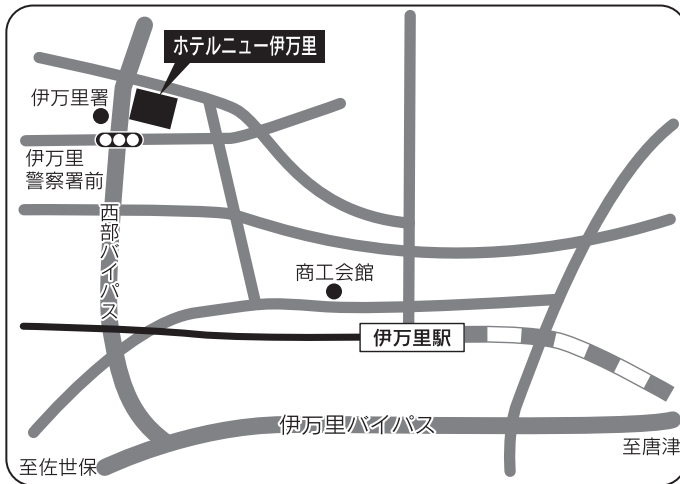 ホテルニュー伊万里
伊万里署
伊万里
警察署前
西部バイパス
商工会館
伊万里駅
伊万里バイパス
至唐津
至佐世保